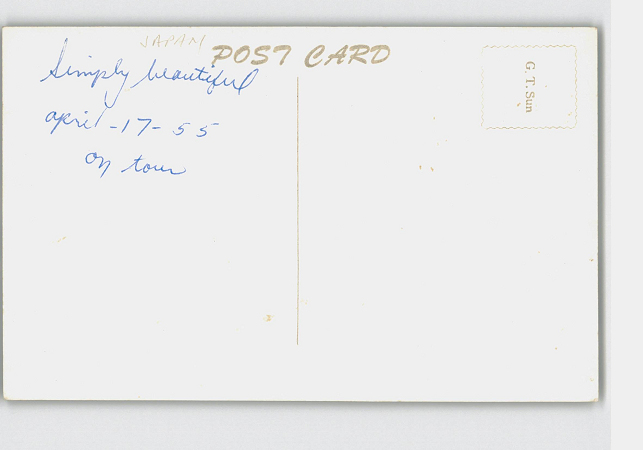 JAPAN
POST CARD
G. T. Sun
Simply beautiful
april-17-55
on tour